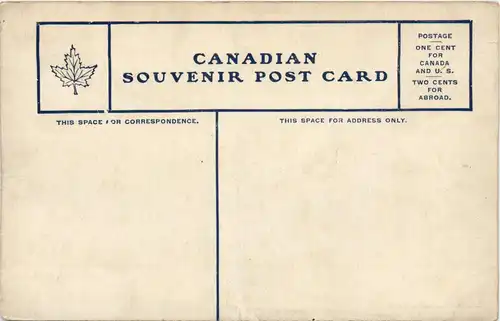 CANADIAN
SOUVENIR POST CARD
POSTAGE
ONE CENT
FOR
CANADA
AND U. S.
TWO CENTS
FOR
ABROAD.
THIS SPACE FOR CORRESPONDENCE.
THIS SPACE FOR ADDRESS ONLY.